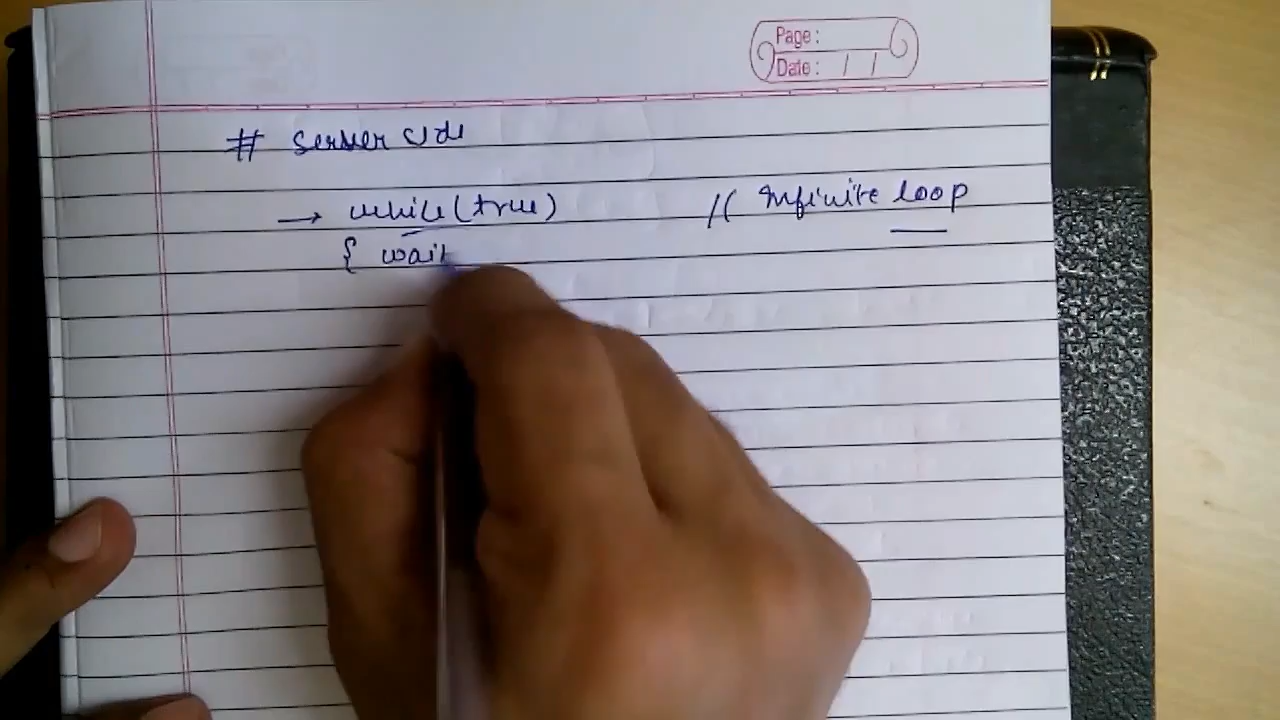 Page :
Date : / /
# Server side
→ while(true) // Infinite loop
{ wait